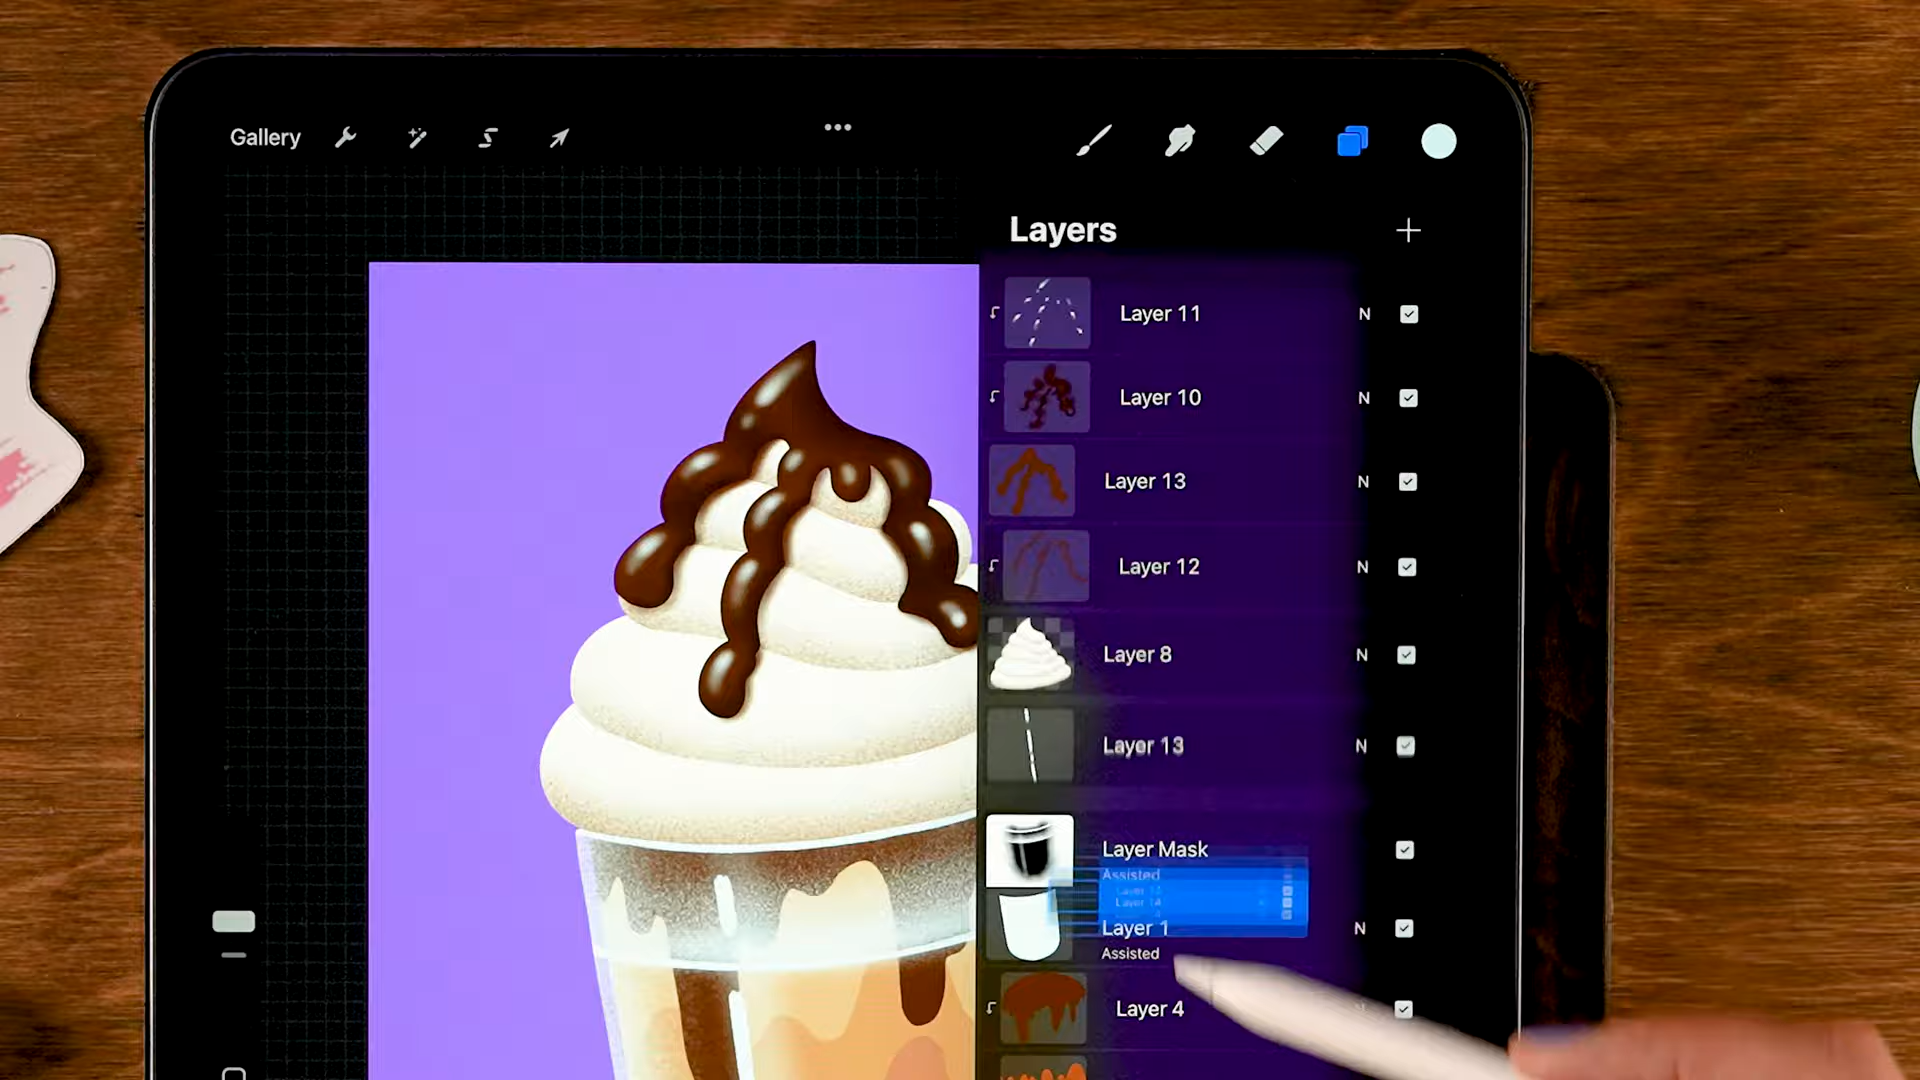 Gallery
Layers
Layer 11 N
Layer 10 N
Layer 13 N
Layer 12 N
Layer 8 N
Layer 13 N
Layer Mask
Assisted
Layer 1 N
Assisted
Layer 4